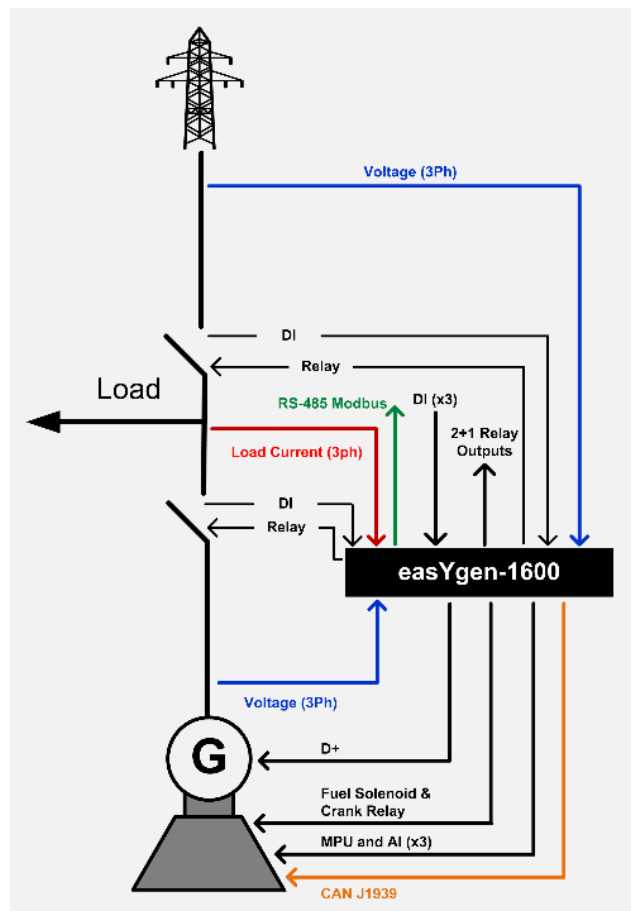 Voltage (3Ph)
DI
Relay
Load
RS-485 Modbus
DI (x3)
2+1 Relay
Outputs
Load Current (3ph)
DI
Relay
easYgen-1600
Voltage (3Ph)
G
D+
Fuel Solenoid &
Crank Relay
MPU and AI (x3)
CAN J1939